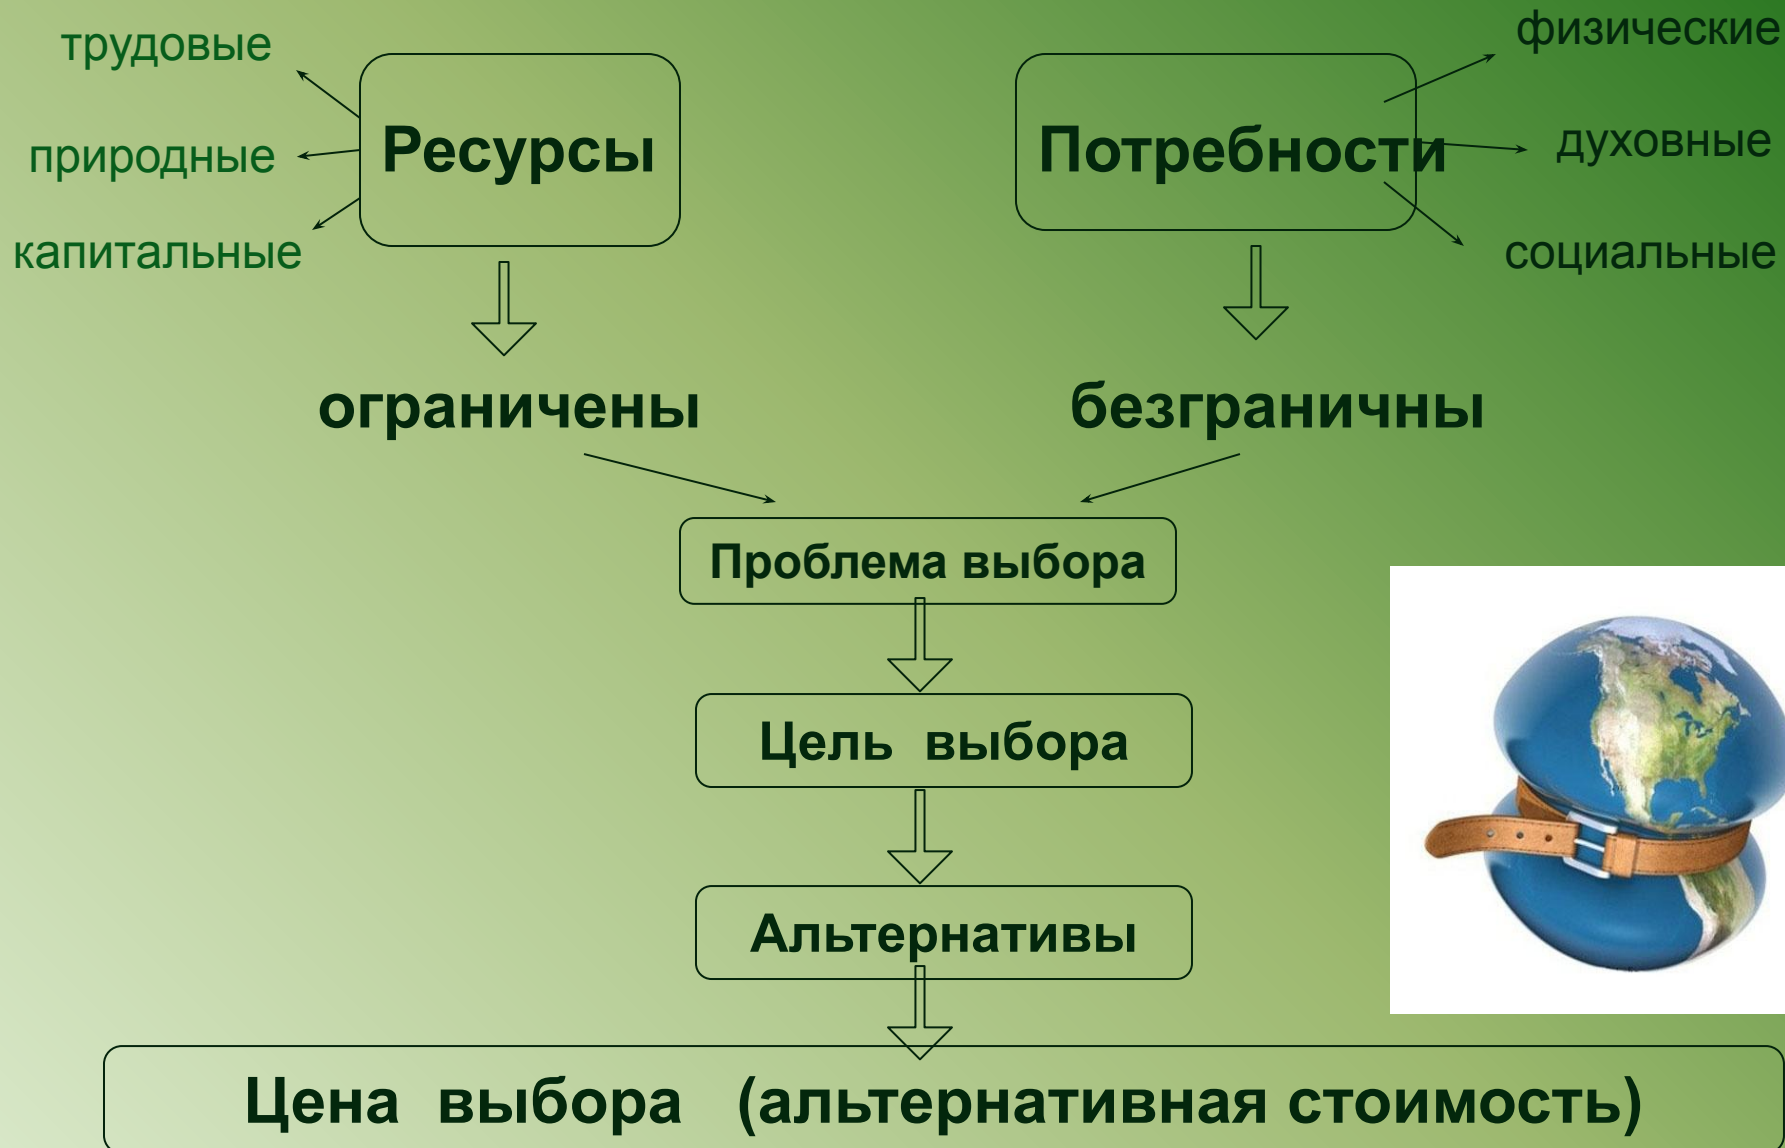 трудовые
природные
капитальные
Ресурсы
Потребности
физические
духовные
социальные
ограничены
безграничны
Проблема выбора
Цель выбора
Альтернативы
Цена выбора (альтернативная стоимость)